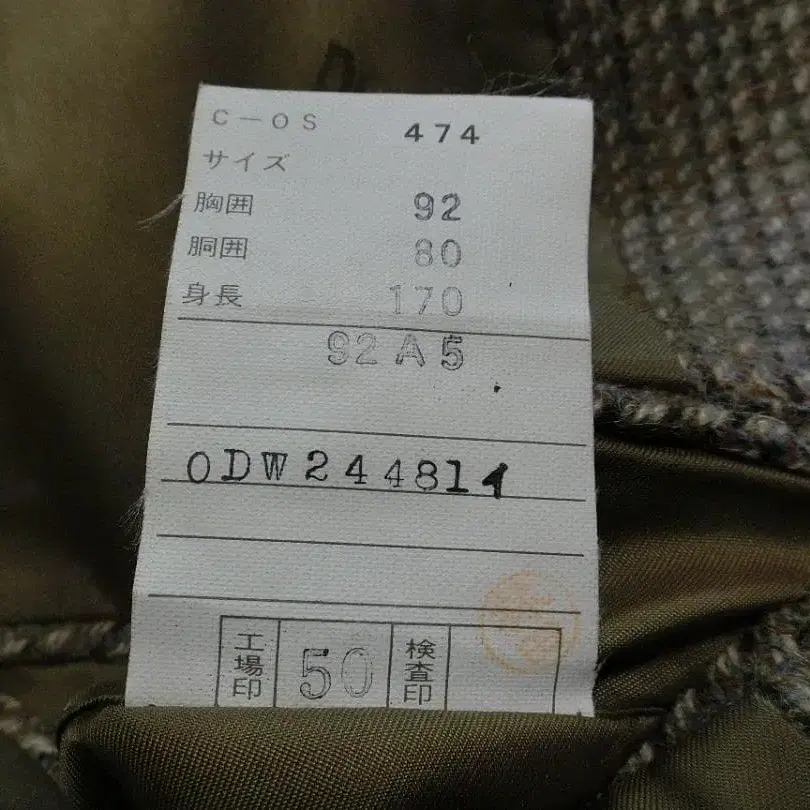 C-OS 474
サイズ
胸囲 92
胴囲 80
身長 170
92A5
ODW24481
工場印 50 検査印